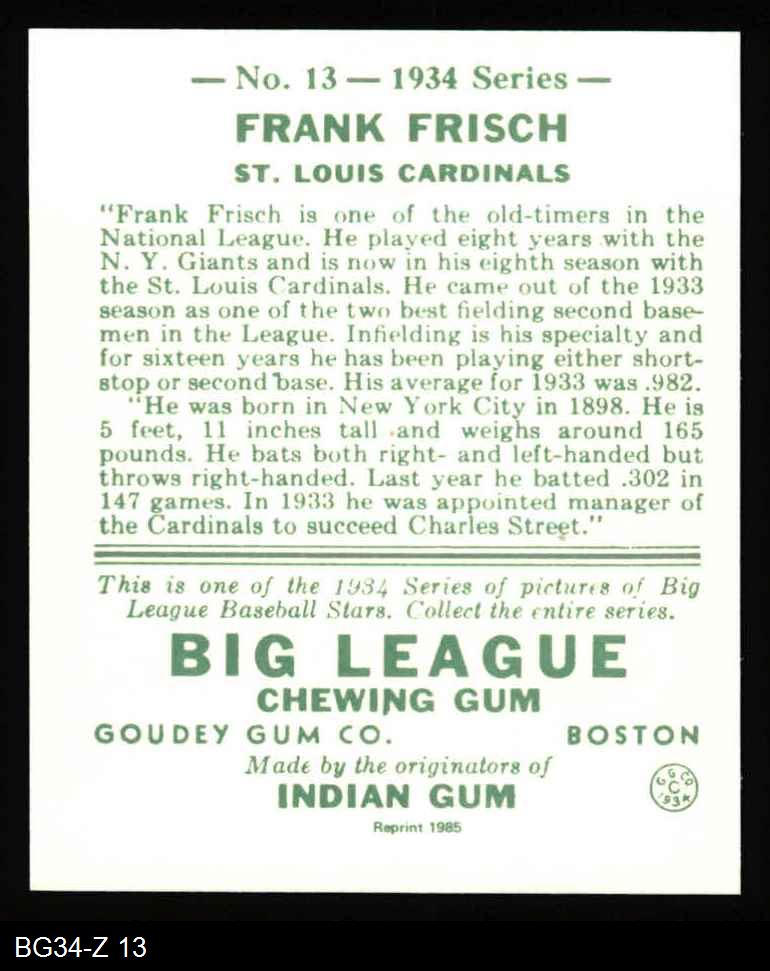 — No. 13 — 1934 Series —
FRANK FRISCH
ST. LOUIS CARDINALS
"Frank Frisch is one of the old-timers in the
National League. He played eight years with the
N. Y. Giants and is now in his eighth season with
the St. Louis Cardinals. He came out of the 1933
season as one of the two best fielding second base-
men in the League. Infielding is his specialty and
for sixteen years he has been playing either short-
stop or second base. His average for 1933 was .982.
"He was born in New York City in 1898. He is
5 feet, 11 inches tall and weighs around 165
pounds. He bats both right- and left-handed but
throws right-handed. Last year he batted .302 in
147 games. In 1933 he was appointed manager of
the Cardinals to succeed Charles Street."
This is one of the 1934 Series of pictures of Big
League Baseball Stars. Collect the entire series.
BIG LEAGUE
CHEWING GUM
GOUDEY GUM CO. BOSTON
Made by the originators of
INDIAN GUM
G G CO
C
1934
Reprint 1985
BG34-Z 13